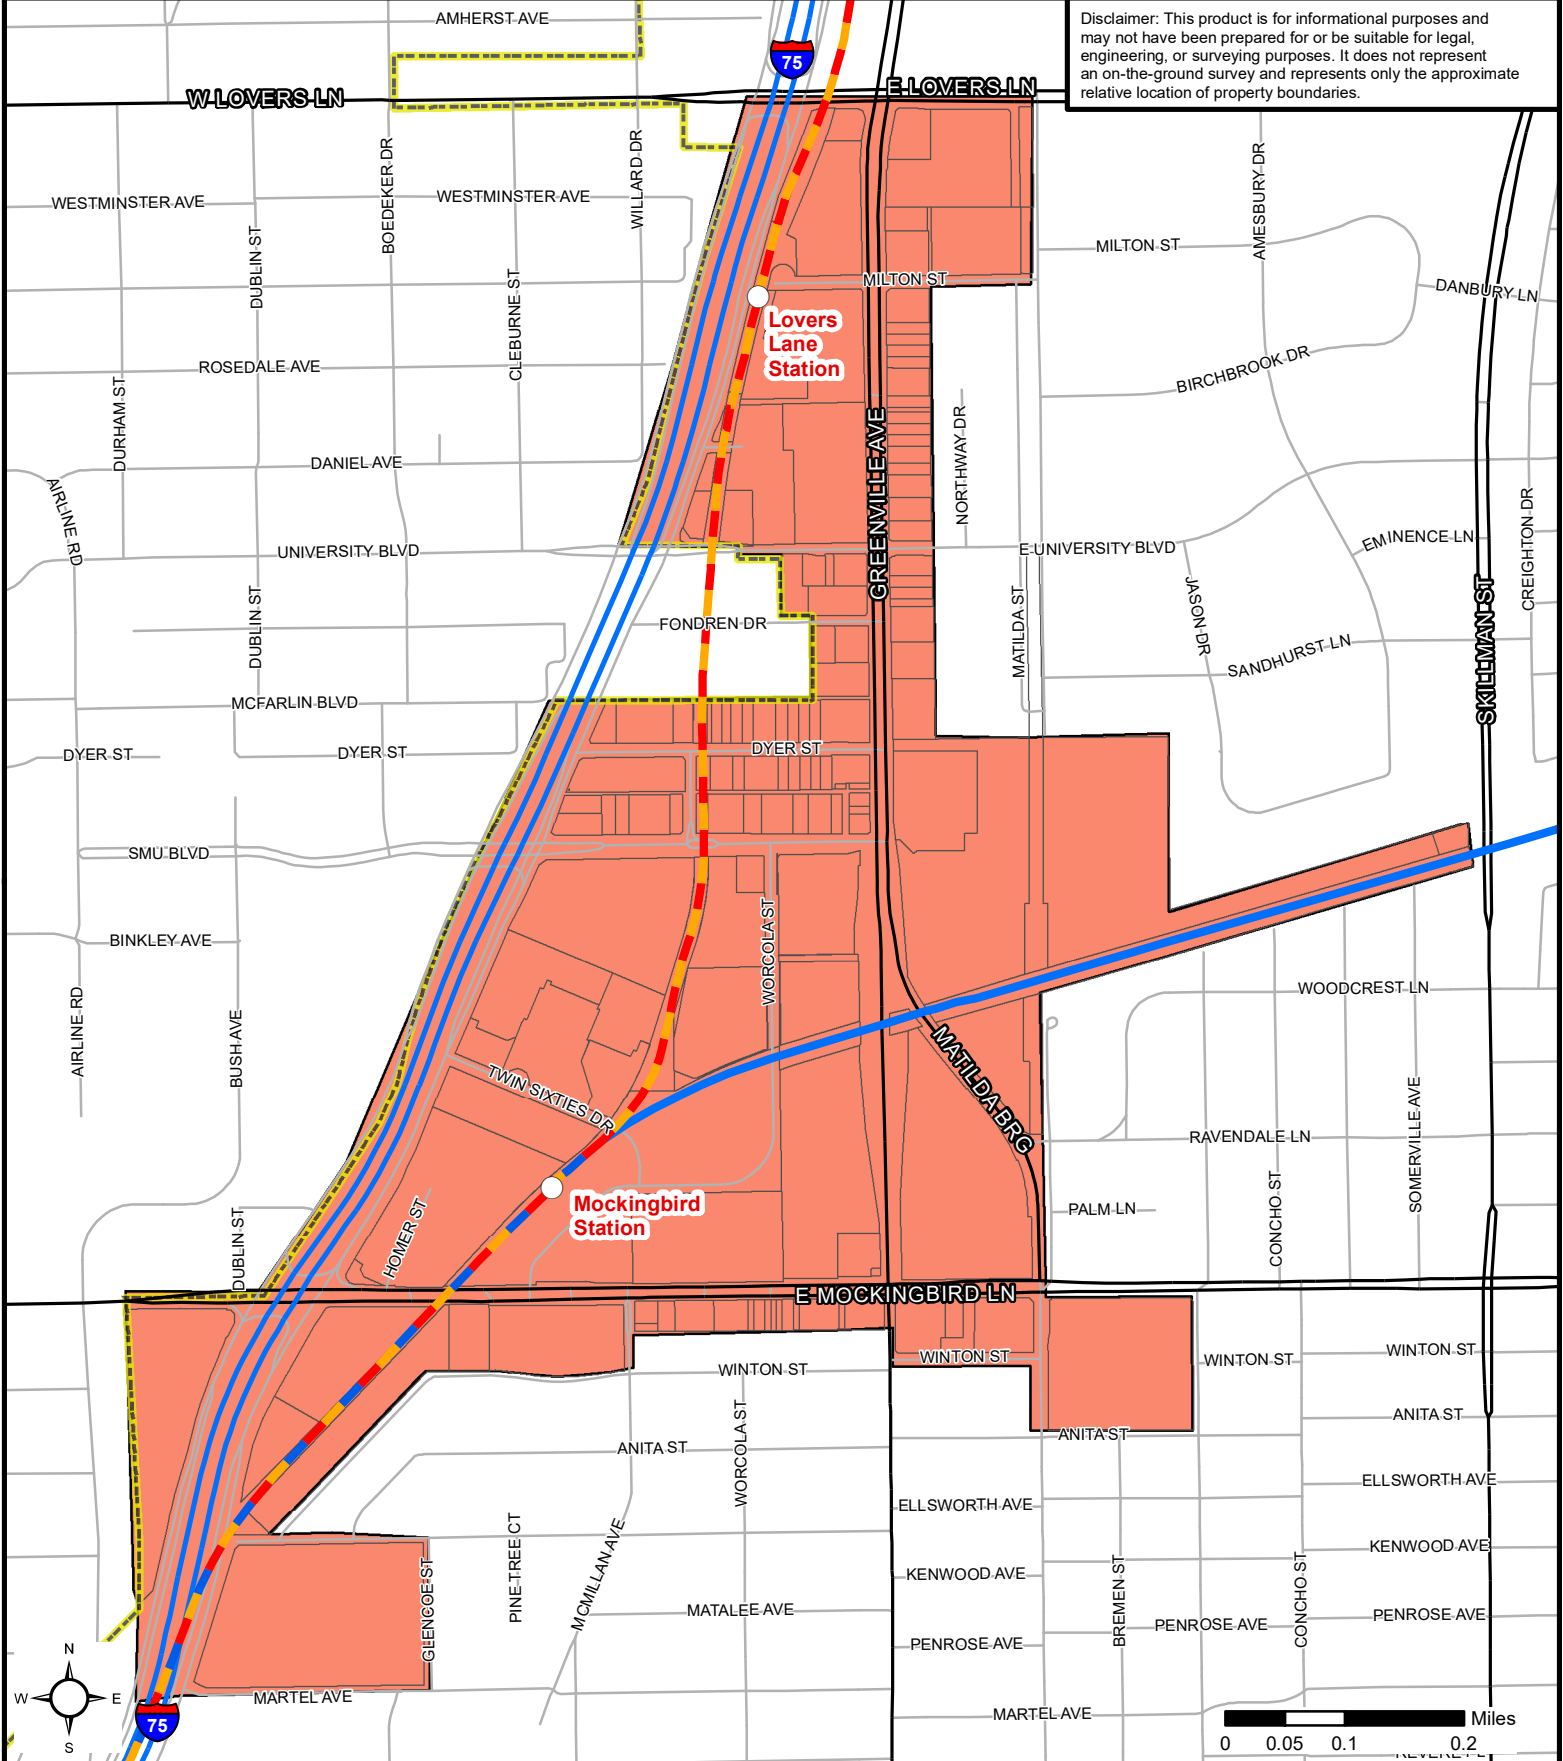 AMHERST AVE
Disclaimer: This product is for informational purposes and
may not have been prepared for or be suitable for legal,
engineering, or surveying purposes. It does not represent
an on-the-ground survey and represents only the approximate
relative location of property boundaries.
75
W LOVERS LN
E LOVERS LN
BOEDEKER DR
WILLARD DR
AMESBURY DR
WESTMINSTER AVE
WESTMINSTER AVE
DUBLIN ST
MILTON ST
MILTON ST
CLEBURNE ST
DANBURY LN
Lovers
Lane
Station
ROSEDALE AVE
BIRCHBROOK DR
DURHAM ST
GREENVILLE AVE
NORTHWAY DR
DANIEL AVE
AIRLINE RD
CREIGHTON DR
UNIVERSITY BLVD
E UNIVERSITY BLVD
EMINENCE LN
DUBLIN ST
MATILDA ST
JASON DR
SKILLMAN ST
FONDREN DR
SANDHURST LN
MCFARLIN BLVD
DYER ST
DYER ST
DYER ST
SMU BLVD
WORCOLA ST
BINKLEY AVE
WOODCREST LN
AIRLINE RD
BUSH AVE
MATILDA BRG
TWIN SIXTIES DR
SOMERVILLE AVE
RAVENDALE LN
Mockingbird
Station
PALM LN
CONCHO ST
HOMER ST
DUBLIN ST
E MOCKINGBIRD LN
WINTON ST
WINTON ST
WINTON ST
WINTON ST
ANITA ST
ANITA ST
ANITA ST
WORCOLA ST
ELLSWORTH AVE
ELLSWORTH AVE
PINE TREE CT
MCMILLAN AVE
KENWOOD AVE
KENWOOD AVE
GLENCOE ST
BREMEN ST
CONCHO ST
MATALEE AVE
PENROSE AVE
PENROSE AVE
PENROSE AVE
N
W
E
S
MARTEL AVE
MARTEL AVE
75
Miles
0
0.05
0.1
0.2